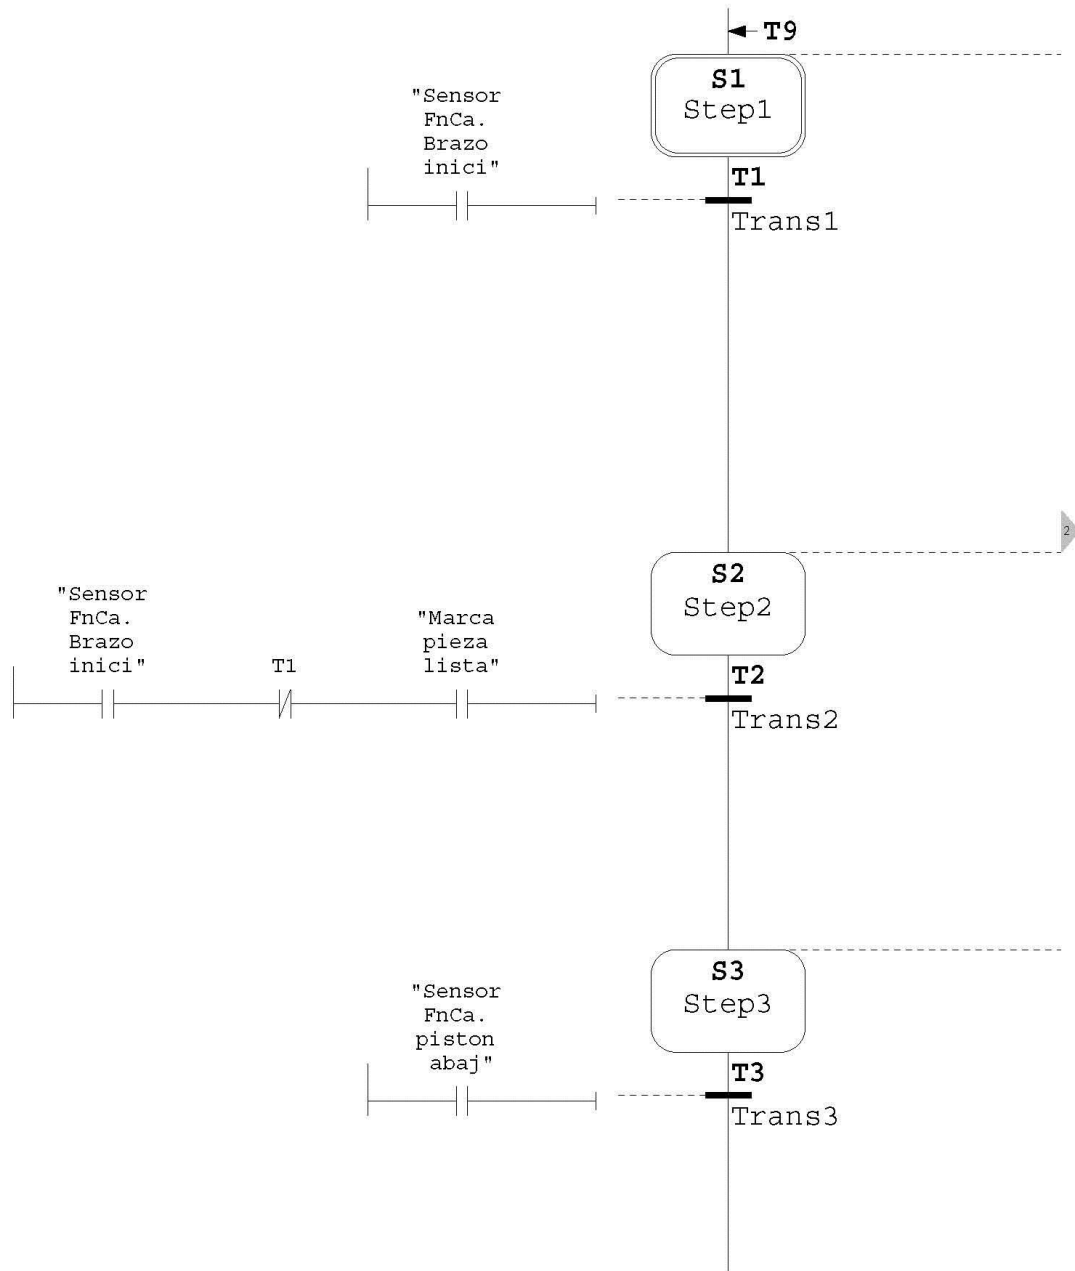 T9
S1
Step1
"Sensor
FnCa.
Brazo
inici"
T1
Trans1
2
S2
Step2
"Sensor
FnCa.
Brazo
inici"
T1
"Marca
pieza
lista"
T2
Trans2
S3
Step3
"Sensor
FnCa.
piston
abaj"
T3
Trans3